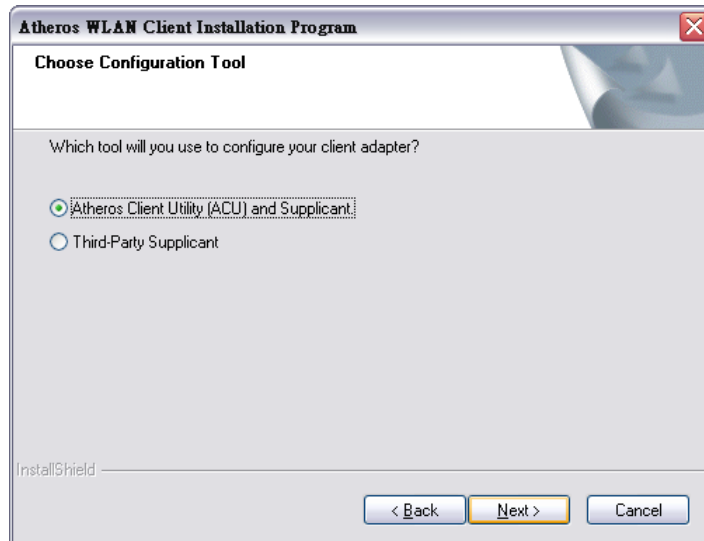 Atheros WLAN Client Installation Program
Choose Configuration Tool
Which tool will you use to configure your client adapter?
Atheros Client Utility (ACU) and Supplicant.
Third-Party Supplicant
InstallShield
< Back Next > Cancel